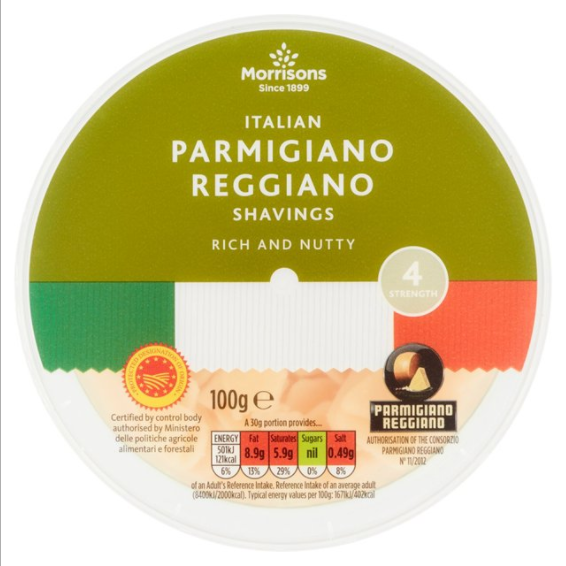 Morrisons
Since 1899
ITALIAN
PARMIGIANO
REGGIANO
SHAVINGS
RICH AND NUTTY
4
STRENGTH
PROTECTED DESIGNATION OF ORIGIN
100g ℮
Certified by control body
authorised by Ministero
delle politiche agricole
alimentari e forestali
A 30g portion provides...
ENERGY Fat Saturates Sugars Salt
501kJ 8.9g 5.9g nil 0.49g
121kcal
6% 13% 29% 0% 8%
of an Adult's Reference Intake. Reference Intake of an average adult
(8400kJ/2000kcal). Typical energy values per 100g: 1671kJ/402kcal
PARMIGIANO
REGGIANO
AUTHORISATION OF THE CONSORZIO
PARMIGIANO REGGIANO
N° 11/2012